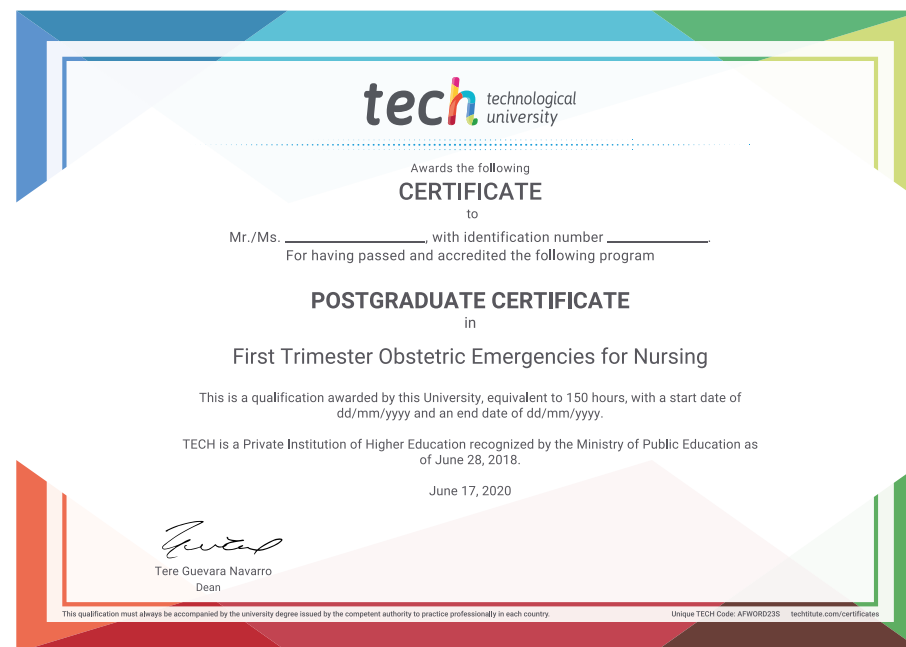 tech technological
university
Awards the following
CERTIFICATE
to
Mr./Ms. ____________________, with identification number ______________.
For having passed and accredited the following program
POSTGRADUATE CERTIFICATE
in
First Trimester Obstetric Emergencies for Nursing
This is a qualification awarded by this University, equivalent to 150 hours, with a start date of
dd/mm/yyyy and an end date of dd/mm/yyyy.
TECH is a Private Institution of Higher Education recognized by the Ministry of Public Education as
of June 28, 2018.
June 17, 2020
Tere Guevara Navarro
Dean
This qualification must always be accompanied by the university degree issued by the competent authority to practice professionally in each country.
Unique TECH Code: AFWORD23S techtitute.com/certificates